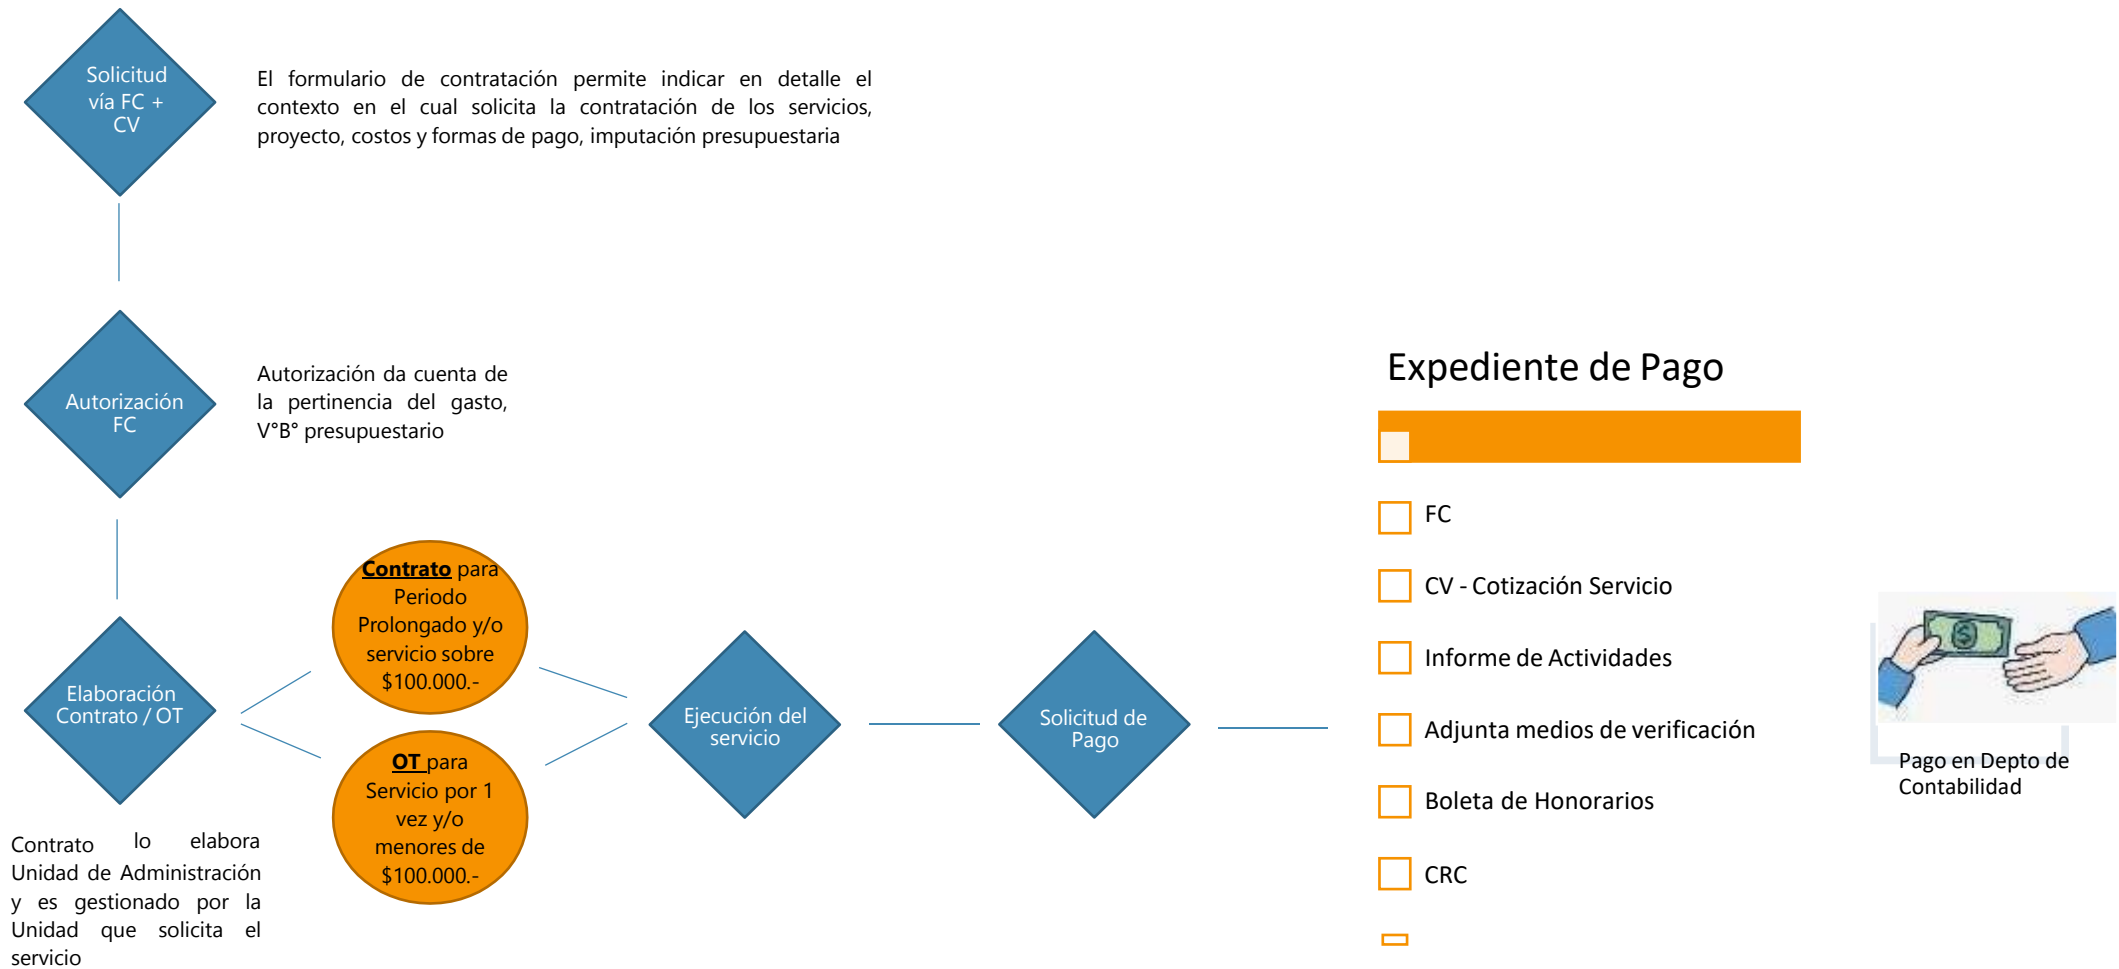 Solicitud
vía FC +
CV
El formulario de contratación permite indicar en detalle el
contexto en el cual solicita la contratación de los servicios,
proyecto, costos y formas de pago, imputación presupuestaria
Autorización
FC
Autorización da cuenta de
la pertinencia del gasto,
V°B° presupuestario
Elaboración
Contrato / OT
Contrato lo elabora
Unidad de Administración
y es gestionado por la
Unidad que solicita el
servicio
Contrato para
Periodo
Prolongado y/o
servicio sobre
$100.000.-
OT para
Servicio por 1
vez y/o
menores de
$100.000.-
Ejecución del
servicio
Solicitud de
Pago
Expediente de Pago
FC
CV - Cotización Servicio
Informe de Actividades
Adjunta medios de verificación
Boleta de Honorarios
CRC
$
Pago en Depto de
Contabilidad